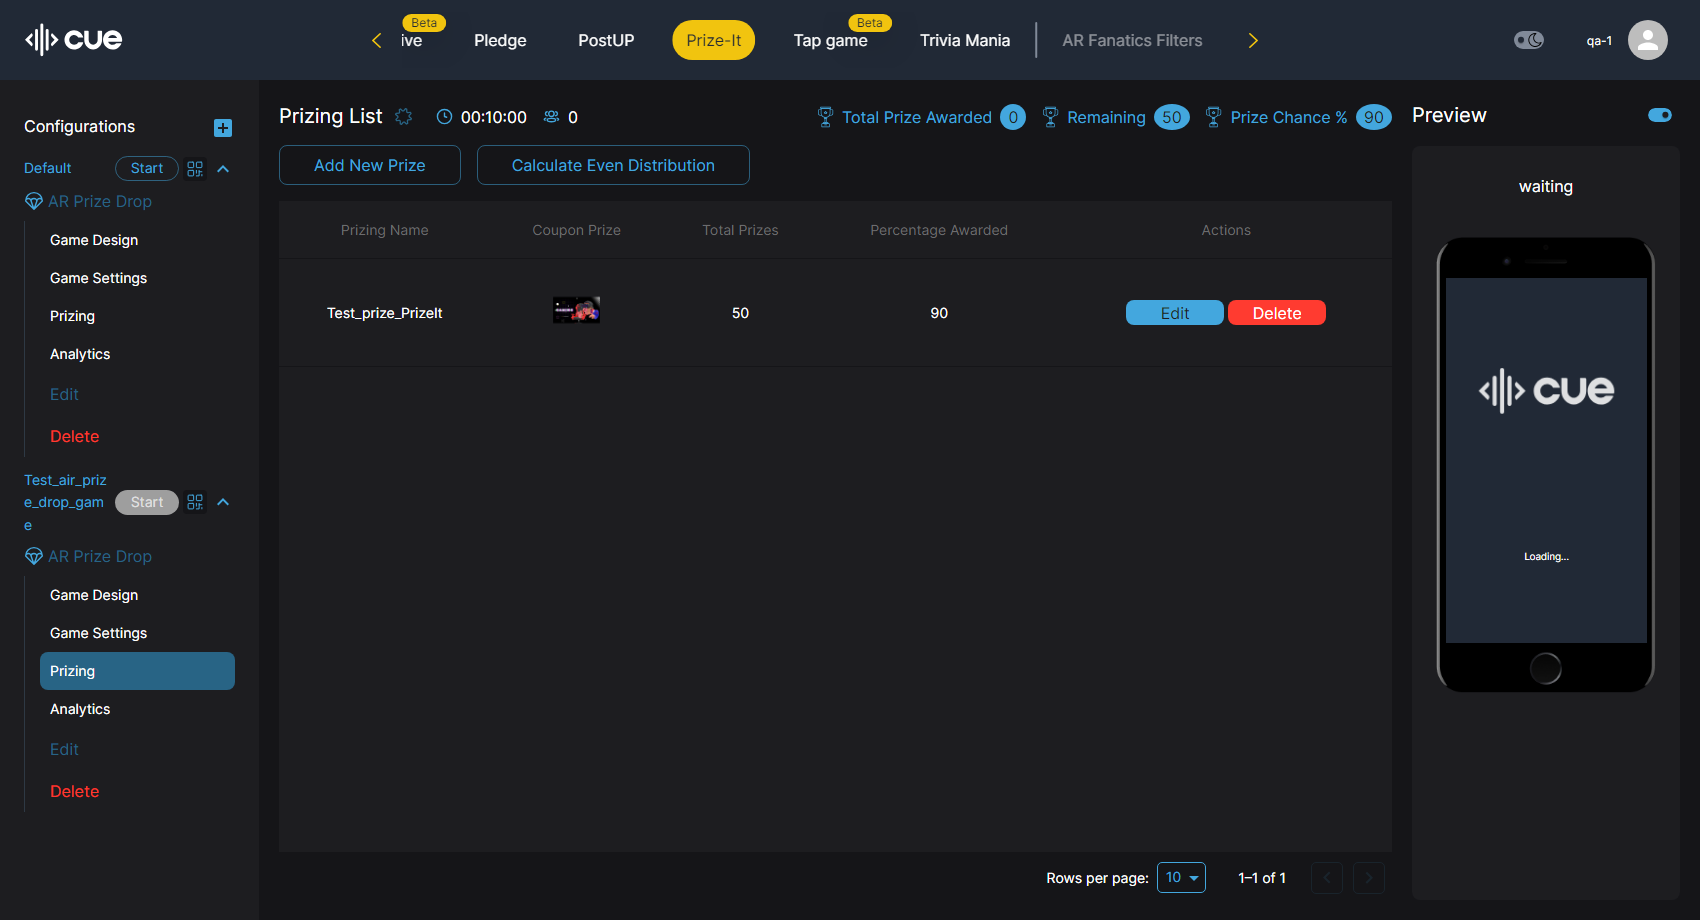 cue
Beta
ive
Pledge
PostUP
Prize-It
Beta
Tap game
Trivia Mania
AR Fanatics Filters
qa-1
Configurations
Default
Start
AR Prize Drop
Game Design
Game Settings
Prizing
Analytics
Edit
Delete
Test_air_priz
e_drop_gam
e
Start
AR Prize Drop
Game Design
Game Settings
Prizing
Analytics
Edit
Delete
Prizing List
00:10:00
0
Total Prize Awarded 0
Remaining 50
Prize Chance % 90
Add New Prize
Calculate Even Distribution
Prizing Name
Coupon Prize
Total Prizes
Percentage Awarded
Actions
Test_prize_PrizeIt
50
90
Edit
Delete
Rows per page: 10
1–1 of 1
Preview
waiting
cue
Loading...